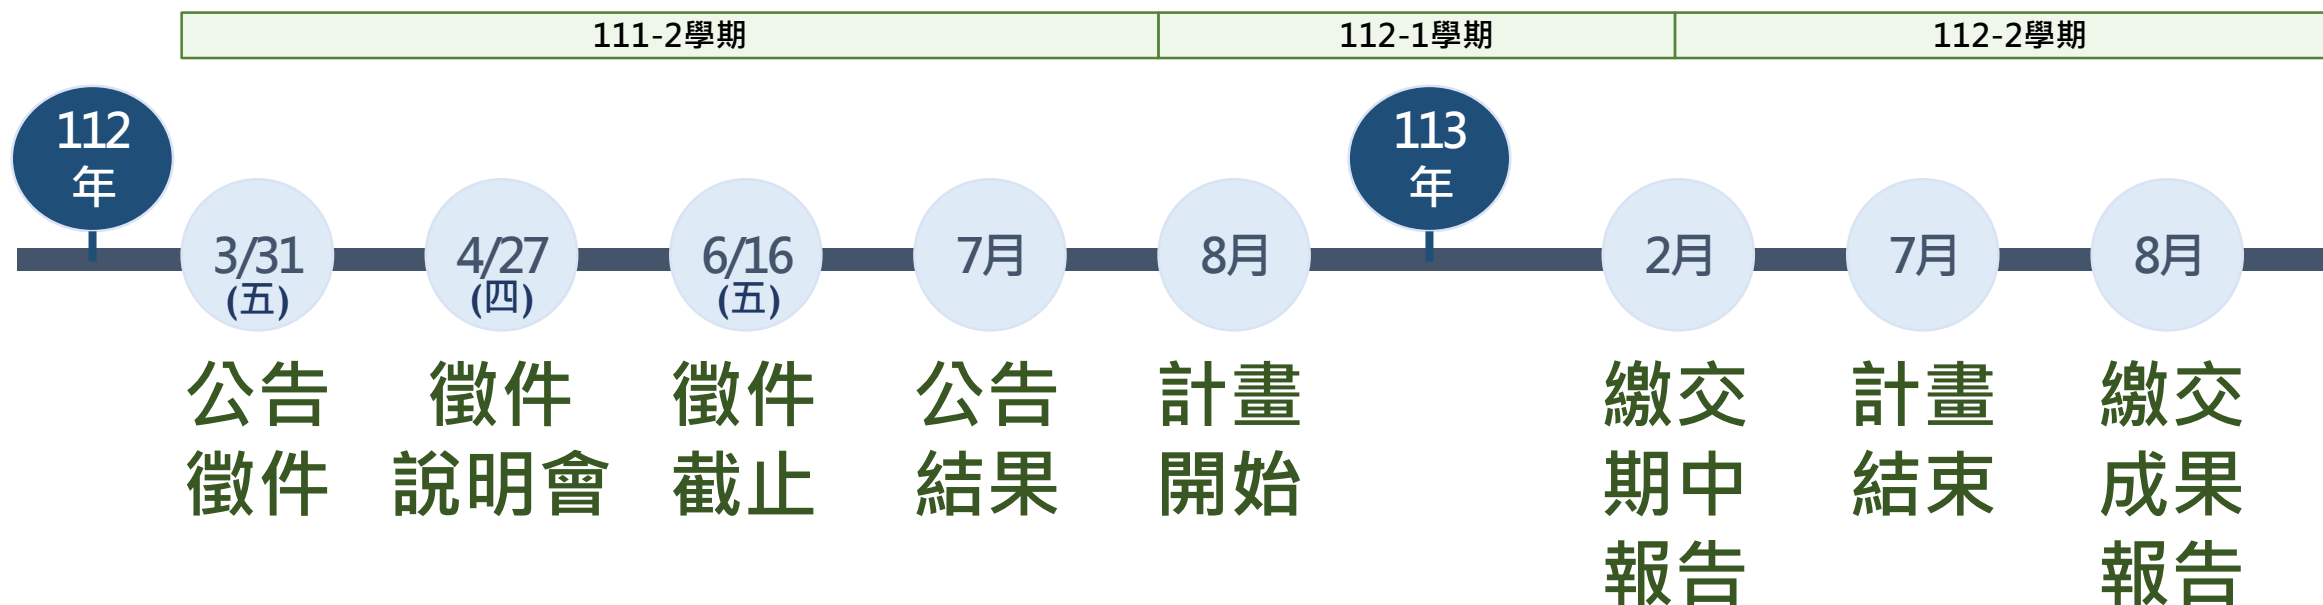 111-2學期
112-1學期
112-2學期
112
年
113
年
3/31
(五)
4/27
(四)
6/16
(五)
7月
8月
2月
7月
8月
公告
徵件
徵件
說明會
徵件
截止
公告
結果
計畫
開始
繳交
期中
報告
計畫
結束
繳交
成果
報告